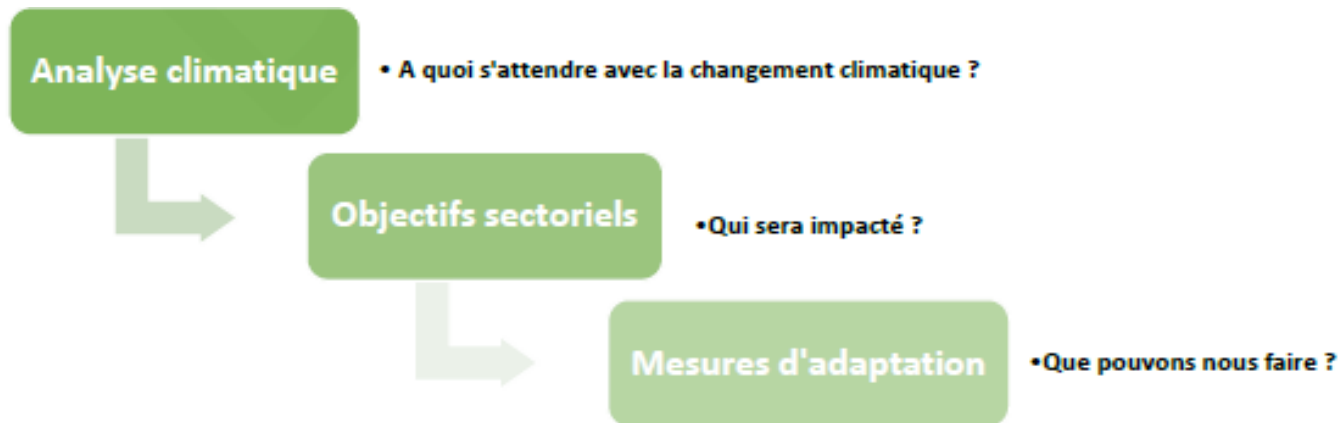 Analyse climatique
• A quoi s'attendre avec la changement climatique ?
Objectifs sectoriels
•Qui sera impacté ?
Mesures d'adaptation
•Que pouvons nous faire ?